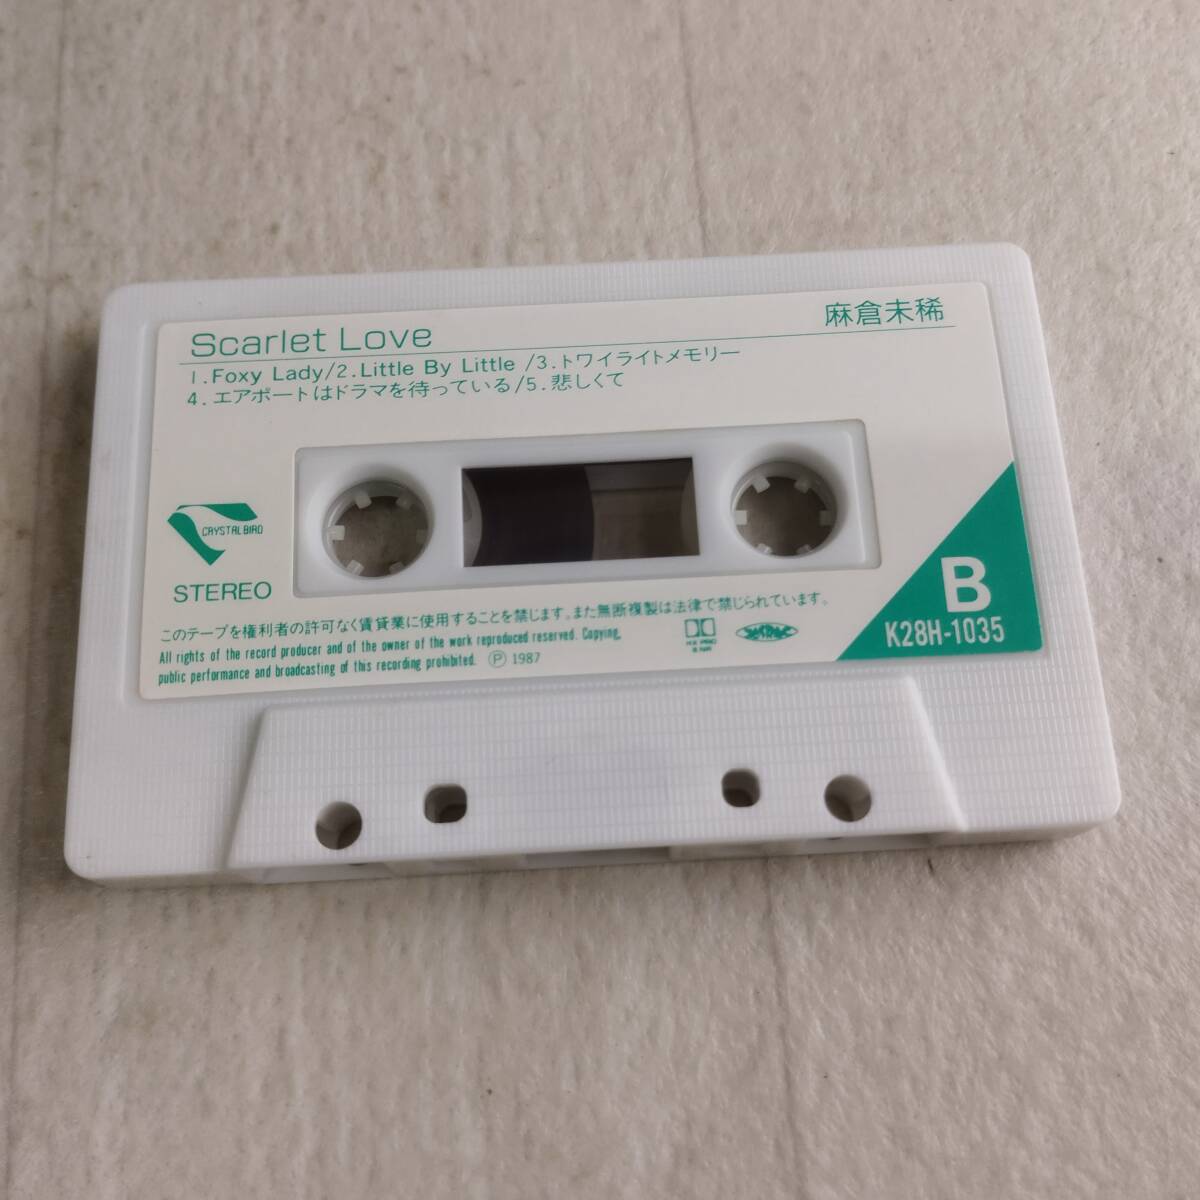 Scarlet Love
麻倉未稀
1.Foxy Lady/2.Little By Little /3.トワイライトメモリー
4.エアポートはドラマを待っている/5.悲しくて
CRYSTAL BIRD
STEREO
B
K28H-1035
このテープを権利者の許可なく賃貸業に使用することを禁じます。また無断複製は法律で禁じられています。
All rights of the record producer and of the owner of the work reproduced reserved. Copying,
public performance and broadcasting of this recording prohibited. Ⓟ 1987